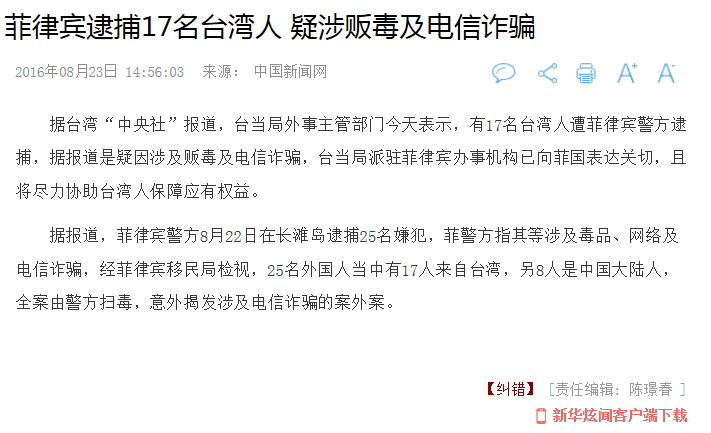 菲律宾逮捕17名台湾人 疑涉贩毒及电信诈骗
2016年08月23日 14:56:03 来源： 中国新闻网
据台湾“中央社”报道，台当局外事主管部门今天表示，有17名台湾人遭菲律宾警方逮
捕，据报道是疑因涉及贩毒及电信诈骗，台当局派驻菲律宾办事机构已向菲国表达关切，且
将尽力协助台湾人保障应有权益。
据报道，菲律宾警方8月22日在长滩岛逮捕25名嫌犯，菲警方指其等涉及毒品、网络及
电信诈骗，经菲律宾移民局检视，25名外国人当中有17人来自台湾，另8人是中国大陆人，
全案由警方扫毒，意外揭发涉及电信诈骗的案外案。
【纠错】 [责任编辑: 陈璟春 ]
新华炫闻客户端下载